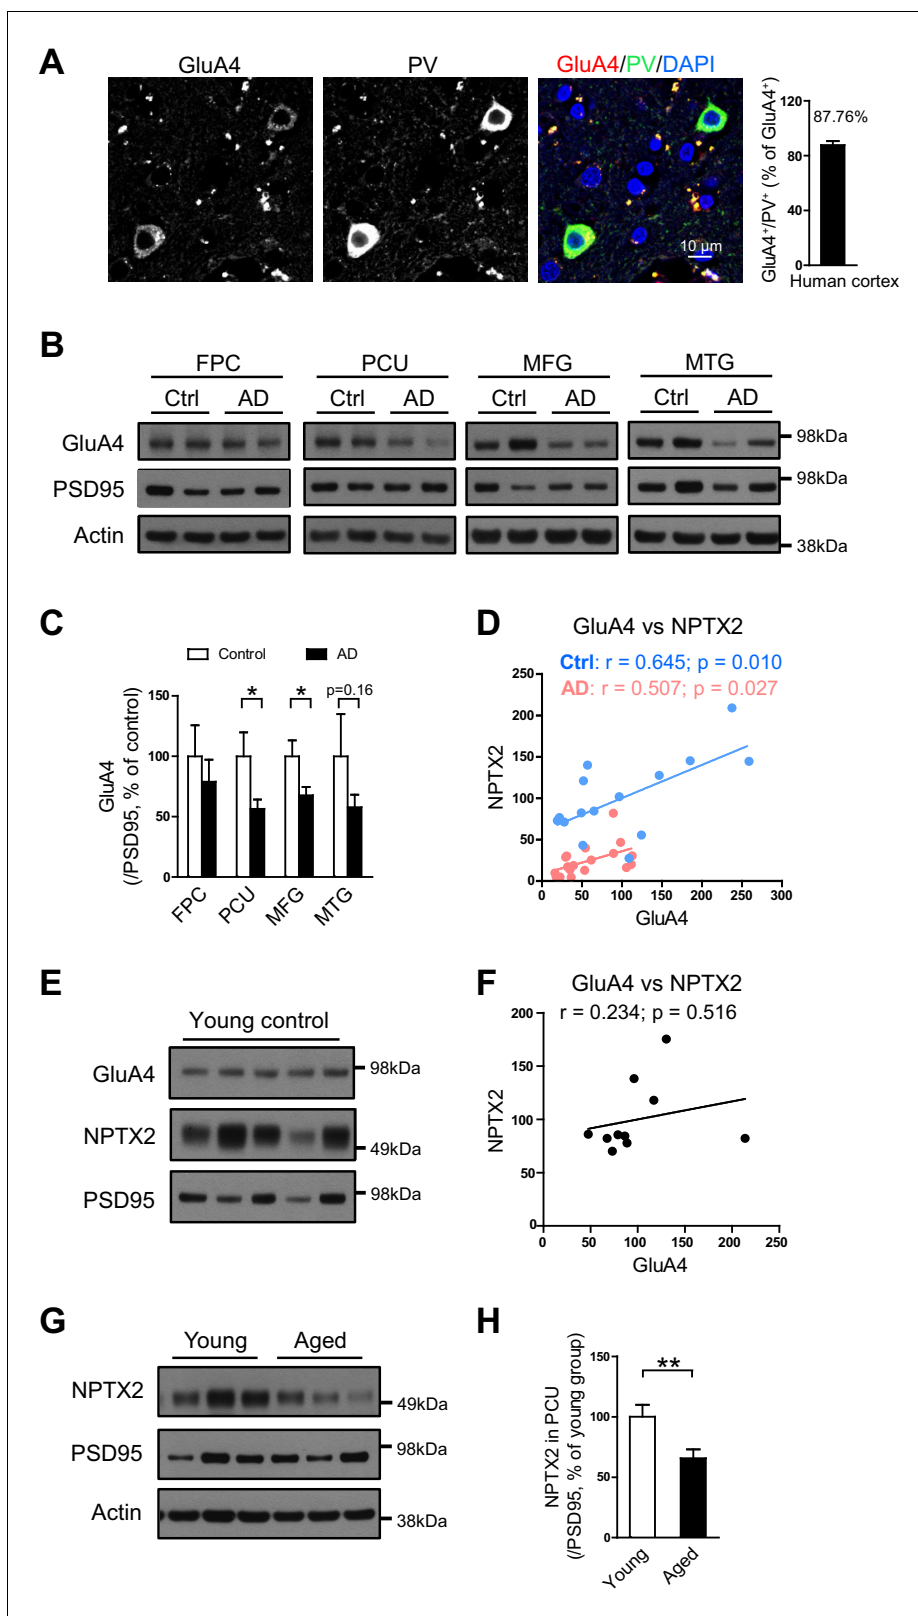 A
GluA4
PV
GluA4/PV/DAPI
10 µm
GluA4⁺/PV⁺ (% of GluA4⁺)
120
80
40
0
87.76%
Human cortex
B
FPC PCU MFG MTG
Ctrl AD Ctrl AD Ctrl AD Ctrl AD
GluA4 98kDa
PSD95 98kDa
Actin 38kDa
C
Control AD
GluA4
(/PSD95, % of control)
150
100
50
0
* * p=0.16
FPC PCU MFG MTG
D
GluA4 vs NPTX2
Ctrl: r = 0.645; p = 0.010
AD: r = 0.507; p = 0.027
NPTX2
250
200
150
100
50
0
0 50 100 150 200 250 300
GluA4
E
Young control
GluA4 98kDa
NPTX2 49kDa
PSD95 98kDa
F
GluA4 vs NPTX2
r = 0.234; p = 0.516
NPTX2
200
150
100
50
0
0 50 100 150 200 250
GluA4
G
Young Aged
NPTX2 49kDa
PSD95 98kDa
Actin 38kDa
H
NPTX2 in PCU
(/PSD95, % of young group)
150
100
50
0
**
Young Aged